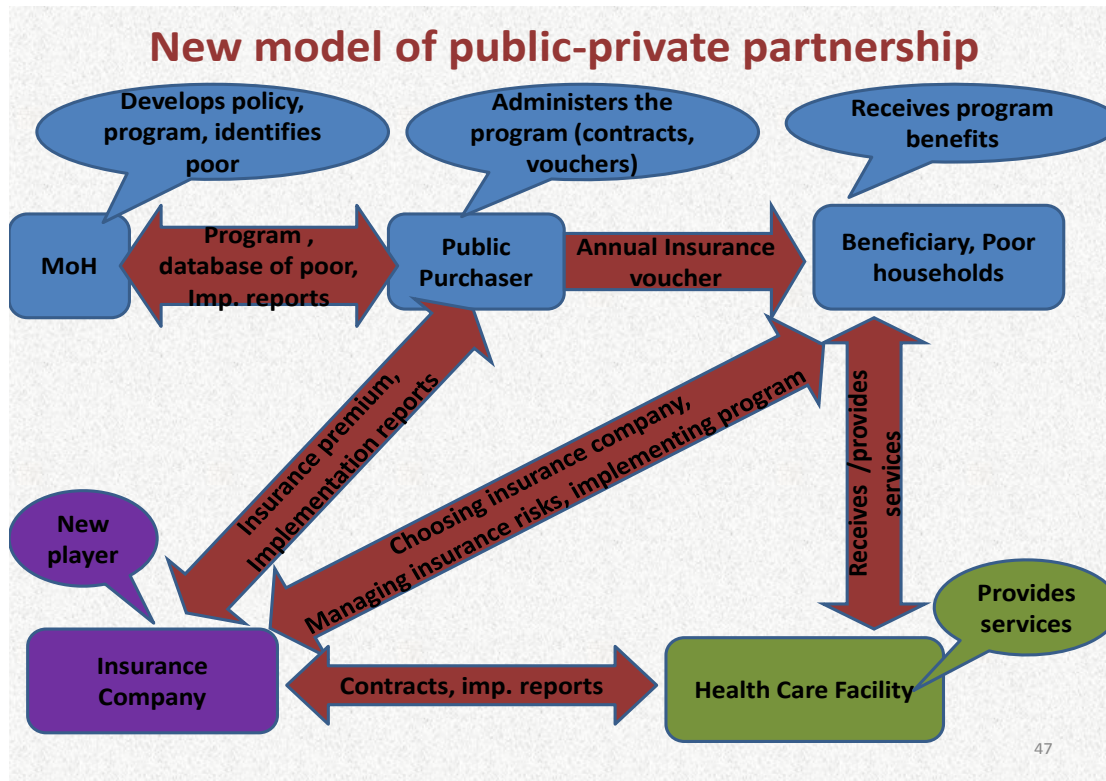 New model of public-private partnership
Develops policy,
program, identifies
poor
Administers the
program (contracts,
vouchers)
Receives program
benefits
MoH
Program ,
database of poor,
Imp. reports
Public
Purchaser
Annual Insurance
voucher
Beneficiary, Poor
households
Insurance premium,
Implementation reports
Choosing insurance company,
Managing insurance risks, implementing program
Receives /provides
services
New
player
Provides
services
Insurance
Company
Contracts, imp. reports
Health Care Facility
47